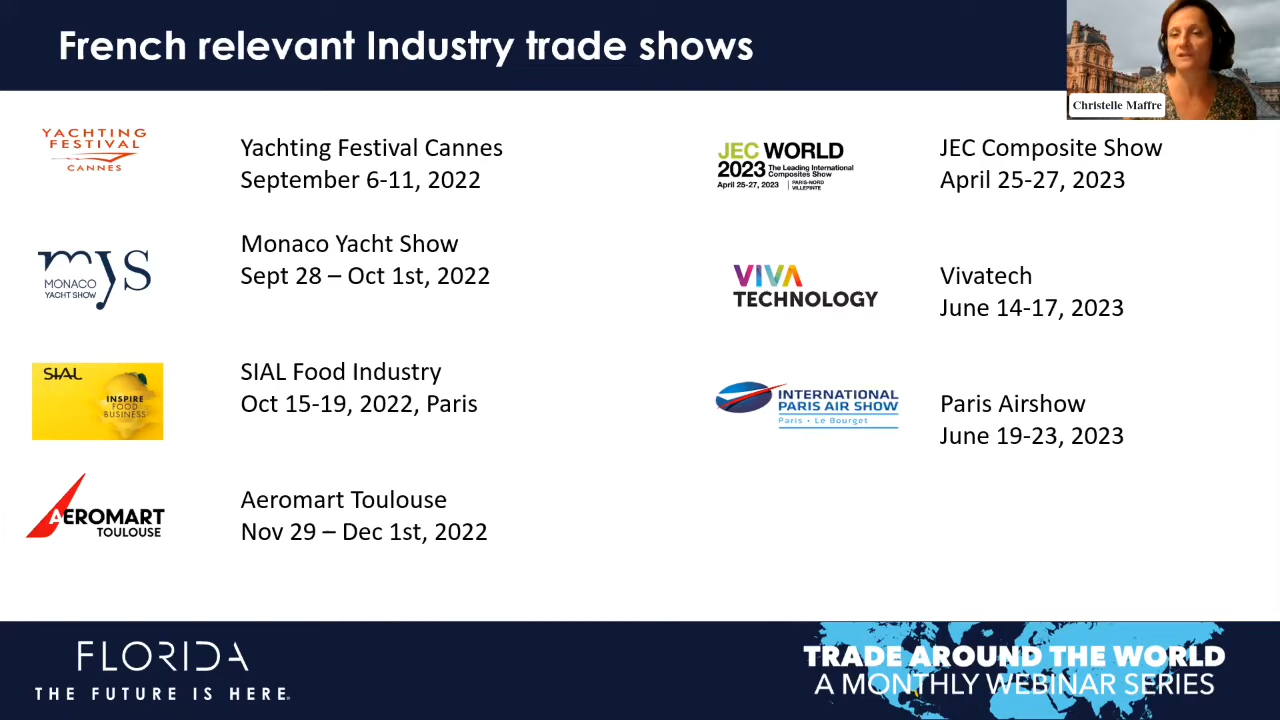 French relevant Industry trade shows
Christelle Maffre
YACHTING
FESTIVAL
CANNES
Yachting Festival Cannes
September 6-11, 2022
mys
MONACO
YACHT SHOW
Monaco Yacht Show
Sept 28 – Oct 1st, 2022
SIAL
INSPIRE
FOOD
BUSINESS
SIAL Food Industry
Oct 15-19, 2022, Paris
AEROMART
TOULOUSE
Aeromart Toulouse
Nov 29 – Dec 1st, 2022
JEC WORLD
2023 The Leading International
Composites Show
April 25-27, 2023 | PARIS-NORD
VILLEPINTE
JEC Composite Show
April 25-27, 2023
VIVA
TECHNOLOGY
Vivatech
June 14-17, 2023
INTERNATIONAL
PARIS AIR SHOW
Paris • Le Bourget
Paris Airshow
June 19-23, 2023
FLORIDA
THE FUTURE IS HERE.
TRADE AROUND THE WORLD
A MONTHLY WEBINAR SERIES